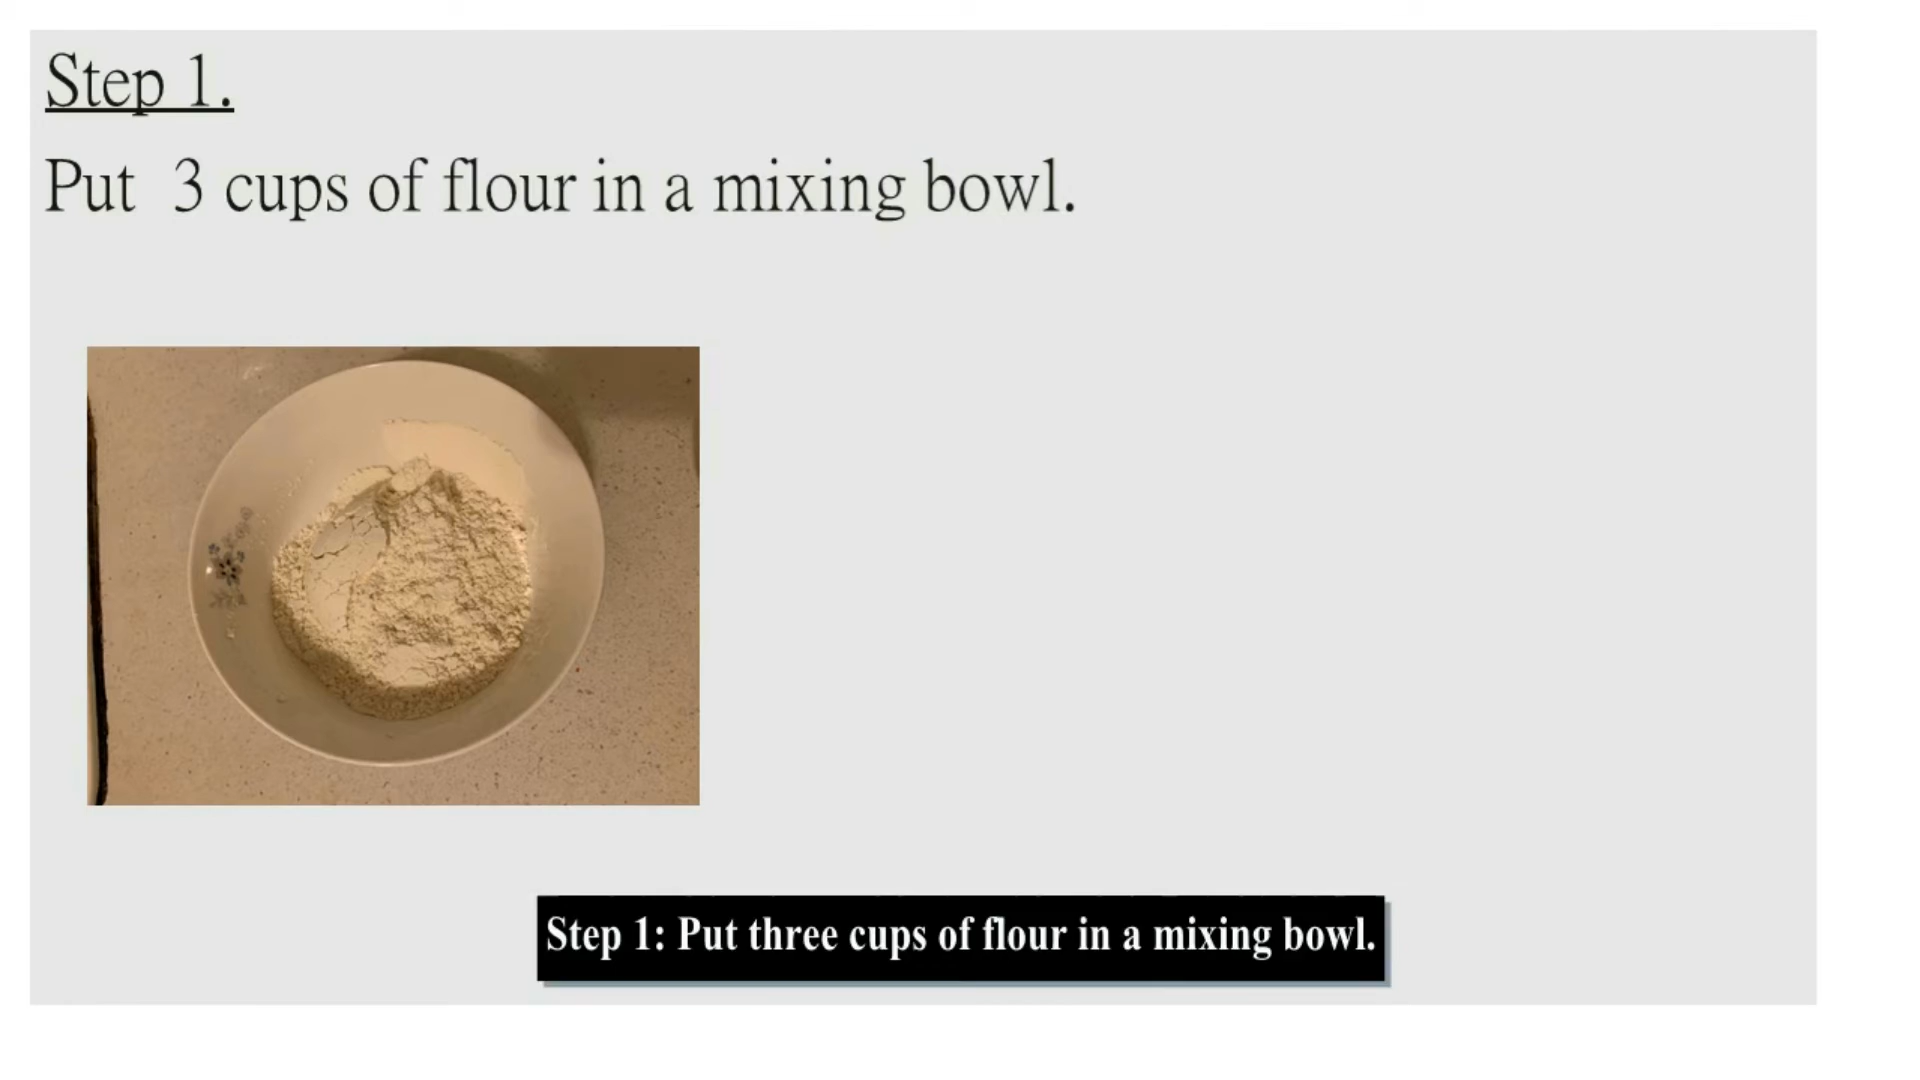 Step 1.
Put  3 cups of flour in a mixing bowl.
Step 1: Put three cups of flour in a mixing bowl.